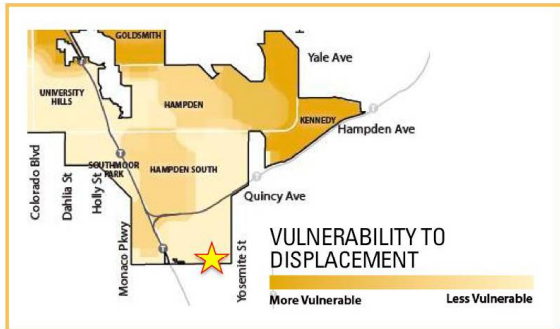 GOLDSMITH
Yale Ave
T
UNIVERSITY
HILLS
HAMPDEN
T
KENNEDY
Hampden Ave
T
SOUTHMOOR
PARK
HAMPDEN SOUTH
T
Quincy Ave
Colorado Blvd
Dahlia St
Holly St
Monaco Pkwy
T
Yosemite St
VULNERABILITY TO
DISPLACEMENT
More Vulnerable Less Vulnerable